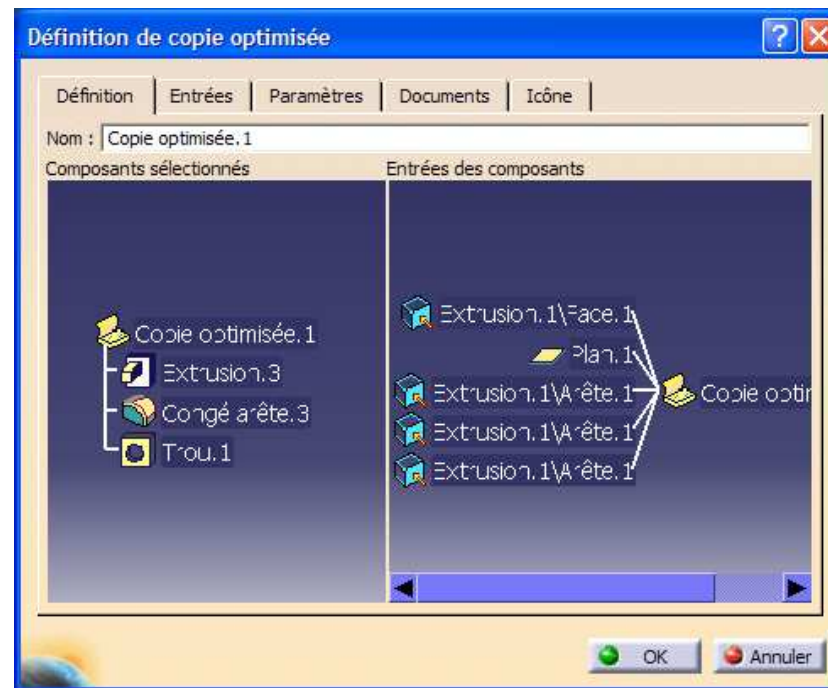 Définition de copie optimisée
Définition Entrées Paramètres Documents Icône
Nom : Copie optimisée.1
Composants sélectionnés
Entrées des composants
Copie optimisée.1
Extrusion.3
Congé arête.3
Trou.1
Extrusion.1\Face.1
Plan.1
Extrusion.1\Arête.1
Copie optir
Extrusion.1\Arête.1
Extrusion.1\Arête.1
OK Annuler